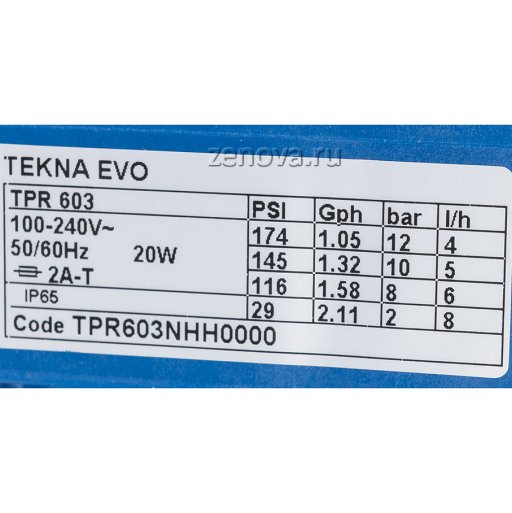 zenova.ru
TEKNA EVO
TPR 603 PSI Gph bar l/h
100-240V~ 174 1.05 12 4
50/60Hz 20W 145 1.32 10 5
2A-T 116 1.58 8 6
IP65 29 2.11 2 8
Code TPR603NHH0000